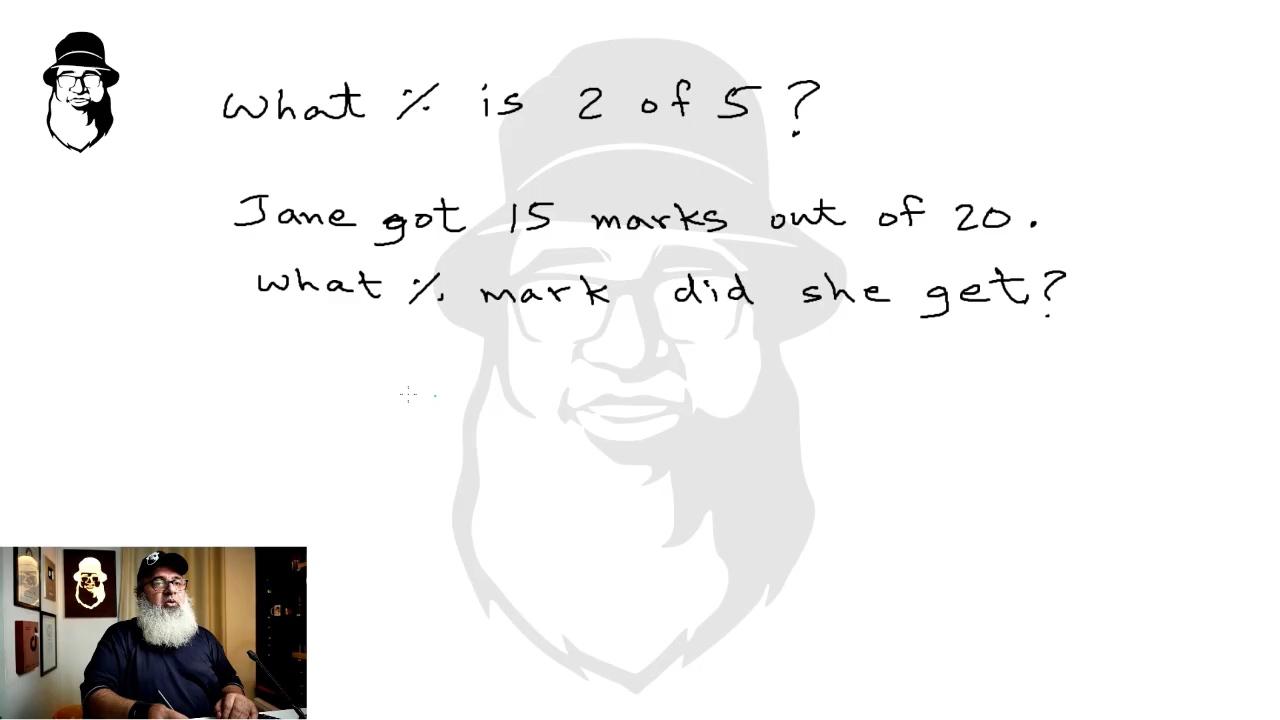 What % is 2 of 5?
Jane got 15 marks out of 20.
What % mark did she get?